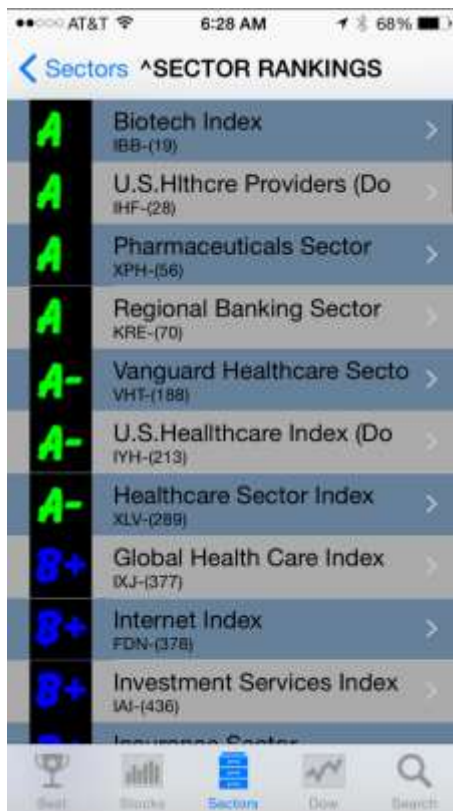 AT&T 6:28 AM 68%
Sectors ^SECTOR RANKINGS
A Biotech Index
IBB-(19)
A U.S.Hlthcre Providers (Do
IHF-(28)
A Pharmaceuticals Sector
XPH-(56)
A Regional Banking Sector
KRE-(70)
A- Vanguard Healthcare Secto
VHT-(188)
A- U.S.Heallthcare Index (Do
IYH-(213)
A- Healthcare Sector Index
XLV-(289)
B+ Global Health Care Index
IXJ-(377)
B+ Internet Index
FDN-(378)
B+ Investment Services Index
IAI-(436)
Insurance Sector
Best Stocks Sectors Dow Search